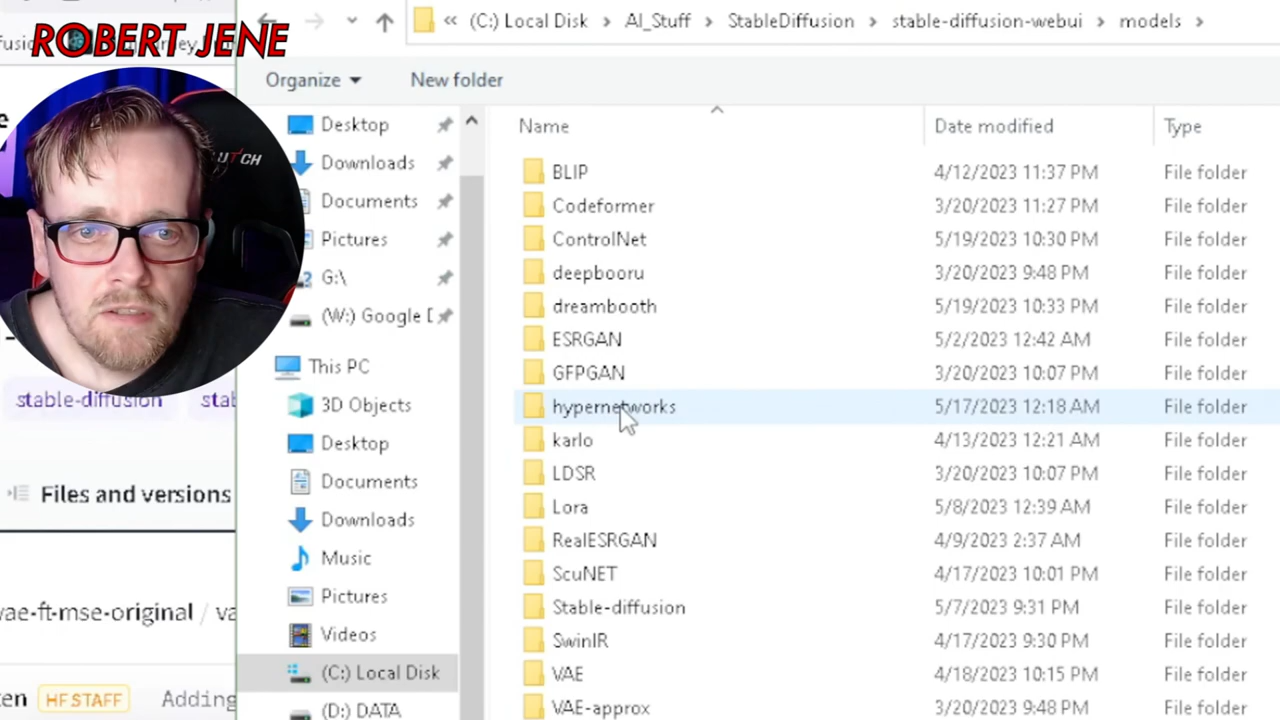 ROBERT JENE
(C:) Local Disk > AI_Stuff > StableDiffusion > stable-diffusion-webui > models >
Organize
New folder
Desktop
Downloads
Documents
Pictures
G:\
(W:) Google
This PC
3D Objects
Desktop
Documents
Downloads
Music
Pictures
Videos
(C:) Local Disk
(D:) DATA
Name Date modified Type
BLIP 4/12/2023 11:37 PM File folder
Codeformer 3/20/2023 11:27 PM File folder
ControlNet 5/19/2023 10:30 PM File folder
deepbooru 3/20/2023 9:48 PM File folder
dreambooth 5/19/2023 10:33 PM File folder
ESRGAN 5/2/2023 12:42 AM File folder
GFPGAN 3/20/2023 10:07 PM File folder
hypernetworks 5/17/2023 12:18 AM File folder
karlo 4/13/2023 12:21 AM File folder
LDSR 3/20/2023 10:07 PM File folder
Lora 5/8/2023 12:39 AM File folder
RealESRGAN 4/9/2023 2:37 AM File folder
ScuNET 4/17/2023 10:01 PM File folder
Stable-diffusion 5/7/2023 9:31 PM File folder
SwinIR 4/17/2023 9:30 PM File folder
VAE 4/18/2023 10:15 PM File folder
VAE-approx 3/20/2023 9:48 PM File folder
stable-diffusion
Files and versions
vae-ft-mse-original /
HF STAFF Adding